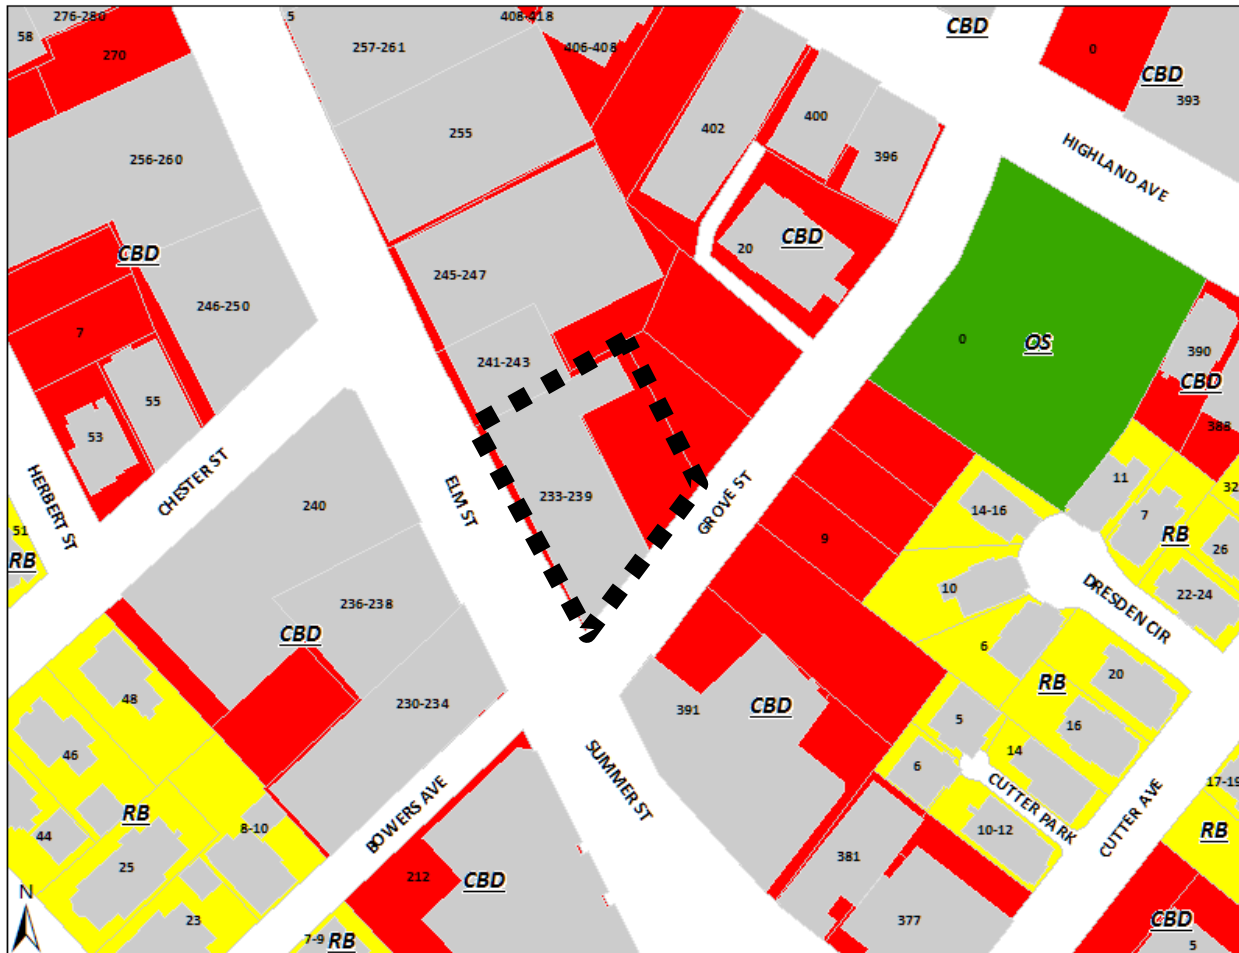 276-280
.5
408-418
58
270
257-261
406-408
CBD
0
CBD
393
255
402
400
396
256-260
HIGHLAND AVE
CBD
20
CBD
245-247
246-250
7
0
OS
390
CBD
388
241-243
55
53
233-239
HERBERT ST
CHESTER ST
ELM ST
GROVE ST
240
11
32
14-16
7
RB
26
51
RB
9
10
22-24
DRESDEN CIR
236-238
CBD
6
20
RB
48
230-234
391
CBD
5
16
46
14
SUMMER ST
6
17-19
CUTTER PARK
CUTTER AVE
RB
RB
8-10
BOWERS AVE
10-12
44
25
381
212
CBD
N
23
377
CBD
7-9
RB
5